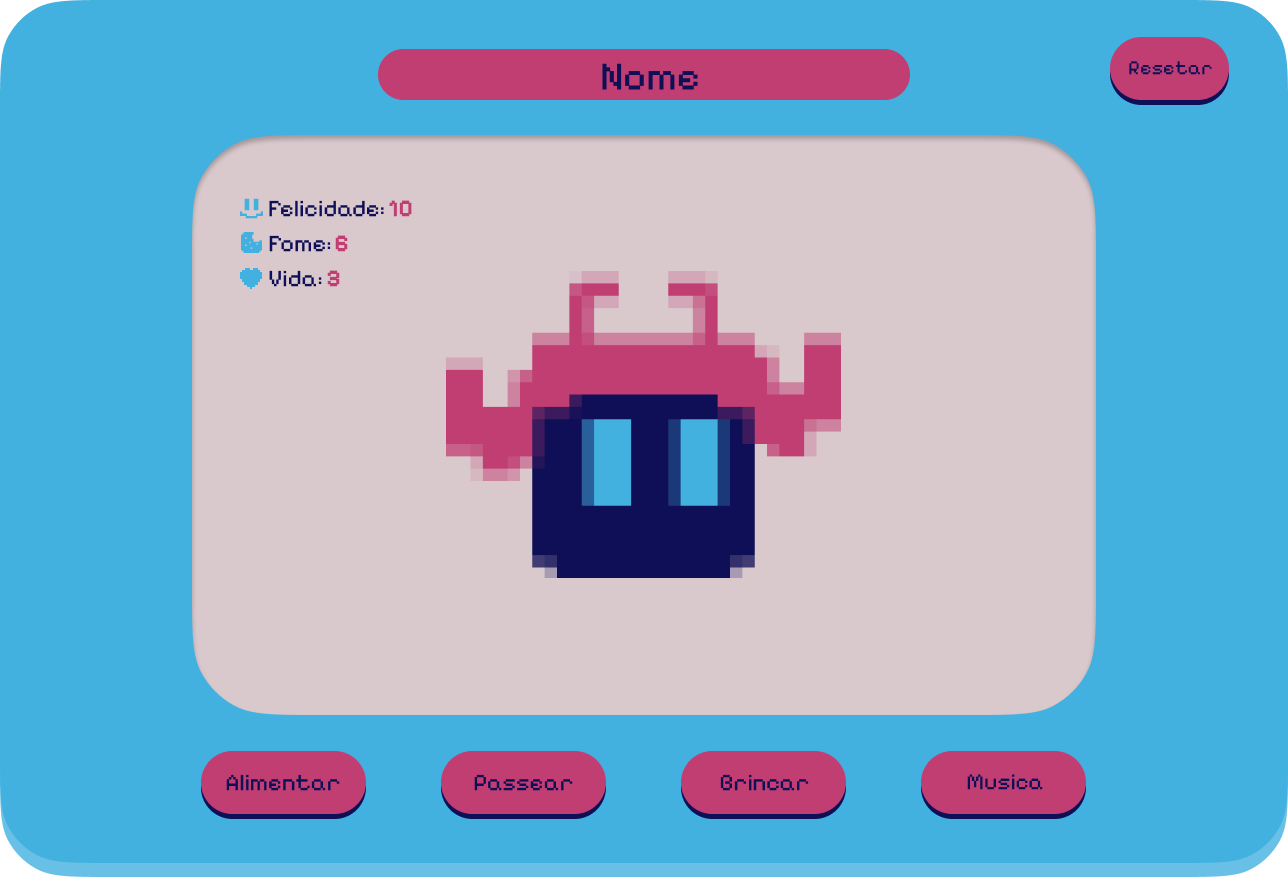 Nome
Resetar
Felicidade: 10
Fome: 6
Vida: 3
Alimentar
Passear
Brincar
Musica